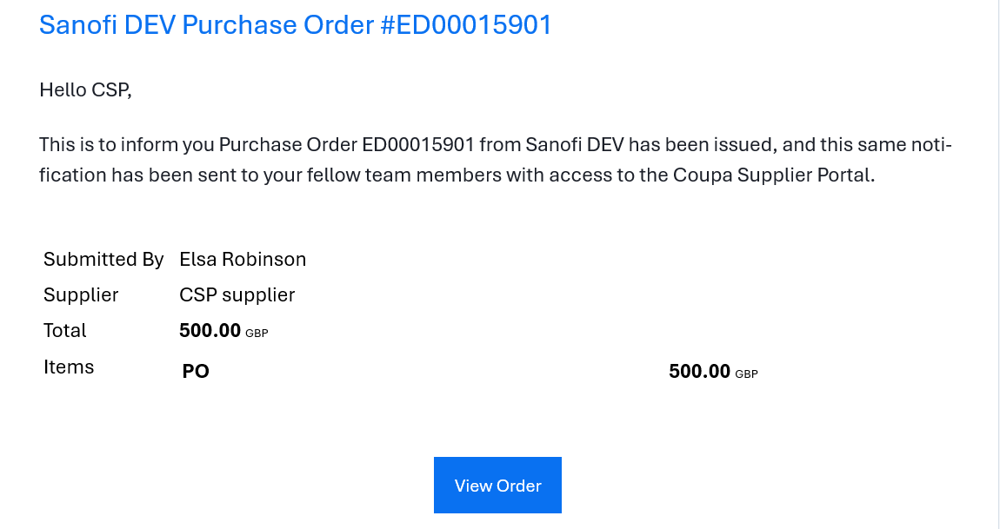 Sanofi DEV Purchase Order #ED00015901
Hello CSP,
This is to inform you Purchase Order ED00015901 from Sanofi DEV has been issued, and this same noti-
fication has been sent to your fellow team members with access to the Coupa Supplier Portal.
Submitted By Elsa Robinson
Supplier CSP supplier
Total 500.00 GBP
Items PO 500.00 GBP
View Order